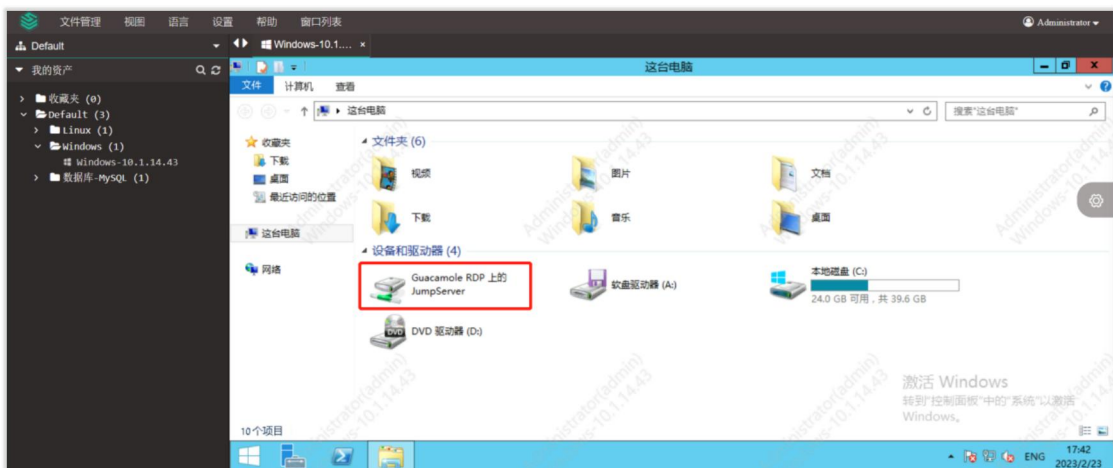 文件管理 视图 语言 设置 帮助 窗口列表 Administrator
Default Windows-10.1.... ×
我的资产
收藏夹 (0)
Default (3)
Linux (1)
Windows (1)
Windows-10.1.14.43
数据库-MySQL (1)
这台电脑
文件 计算机 查看
这台电脑 搜索"这台电脑"
收藏夹
下载
桌面
最近访问的位置
这台电脑
网络
文件夹 (6)
视频 图片 文档
下载 音乐 桌面
设备和驱动器 (4)
Guacamole RDP 上的
JumpServer
软盘驱动器 (A:)
本地磁盘 (C:)
24.0 GB 可用,共 39.6 GB
DVD
DVD 驱动器 (D:)
激活 Windows
转到"控制面板"中的"系统"以激活
Windows。
10个项目
ENG 17:42
2023/2/23